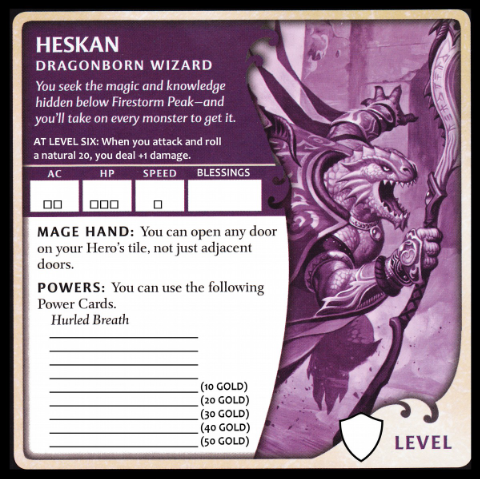 HESKAN
DRAGONBORN WIZARD
You seek the magic and knowledge
hidden below Firestorm Peak—and
you'll take on every monster to get it.
AT LEVEL SIX: When you attack and roll
a natural 20, you deal +1 damage.
AC HP SPEED BLESSINGS
MAGE HAND: You can open any door
on your Hero's tile, not just adjacent
doors.
POWERS: You can use the following
Power Cards.
Hurled Breath
(10 GOLD)
(20 GOLD)
(30 GOLD)
(40 GOLD)
(50 GOLD)
LEVEL